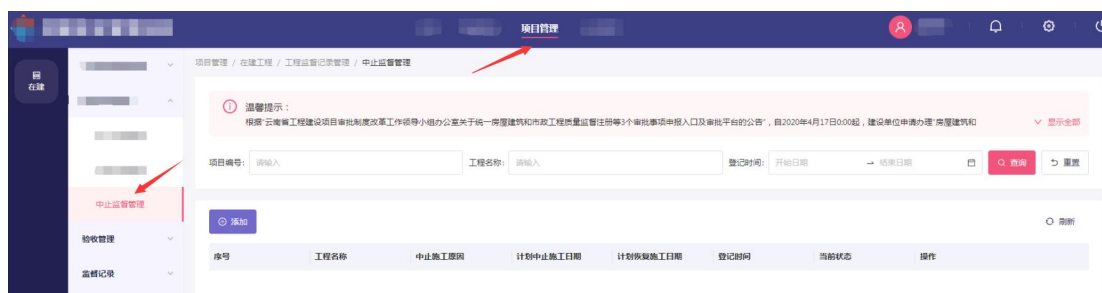 项目管理
在建
项目管理 / 在建工程 / 工程监督记录管理 / 中止监督管理
温馨提示：
根据"云南省工程建设项目审批制度改革工作领导小组办公室关于统一房屋建筑和市政工程质量监督注册等3个审批事项申报入口及审批平台的公告"，自2020年4月17日0:00起，建设单位申请办理"房屋建筑和
显示全部
项目编号: 请输入 工程名称: 请输入 登记时间: 开始日期 → 结束日期 查询 重置
中止监督管理
添加 刷新
验收管理
序号 工程名称 中止施工原因 计划中止施工日期 计划恢复施工日期 登记时间 当前状态 操作
监督记录